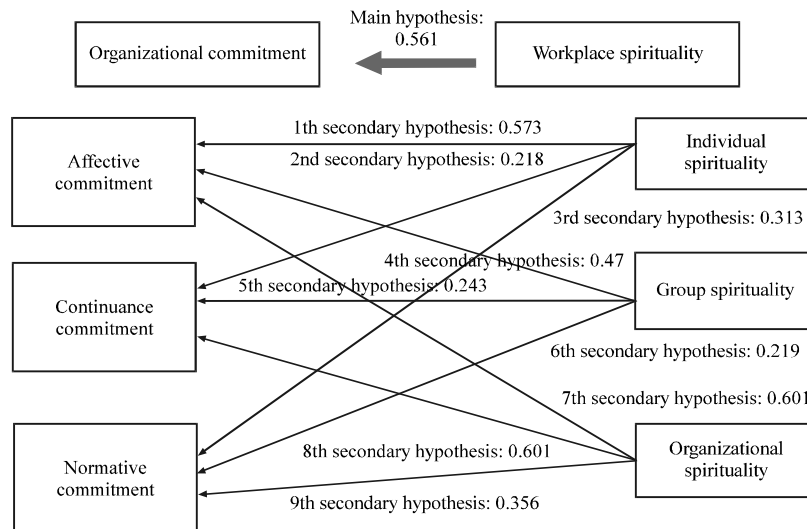 Main hypothesis:
0.561
Organizational commitment
Workplace spirituality
1th secondary hypothesis: 0.573
2nd secondary hypothesis: 0.218
Affective
commitment
Individual
spirituality
3rd secondary hypothesis: 0.313
4th secondary hypothesis: 0.47
5th secondary hypothesis: 0.243
Continuance
commitment
Group spirituality
6th secondary hypothesis: 0.219
7th secondary hypothesis: 0.601
8th secondary hypothesis: 0.601
Normative
commitment
Organizational
spirituality
9th secondary hypothesis: 0.356